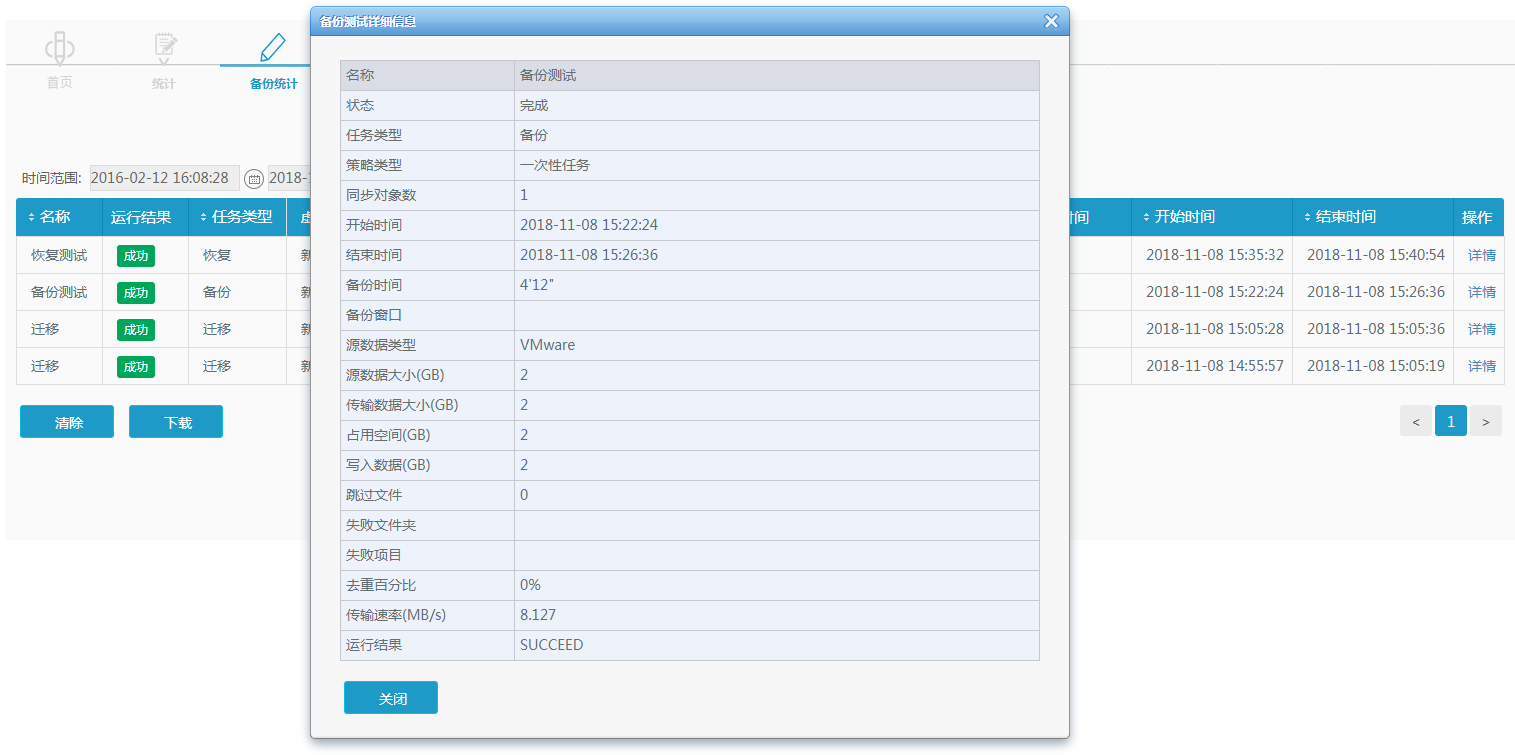 备份测试详细信息
首页
统计
备份统计
名称 备份测试
状态 完成
任务类型 备份
策略类型 一次性任务
同步对象数 1
开始时间 2018-11-08 15:22:24
结束时间 2018-11-08 15:26:36
备份时间 4'12"
备份窗口
源数据类型 VMware
源数据大小(GB) 2
传输数据大小(GB) 2
占用空间(GB) 2
写入数据(GB) 2
跳过文件 0
失败文件夹
失败项目
去重百分比 0%
传输速率(MB/s) 8.127
运行结果 SUCCEED
关闭
时间范围: 2016-02-12 16:08:28 2018-
名称 运行结果 任务类型 开始时间 结束时间 操作
恢复测试 成功 恢复 2018-11-08 15:35:32 2018-11-08 15:40:54 详情
备份测试 成功 备份 2018-11-08 15:22:24 2018-11-08 15:26:36 详情
迁移 成功 迁移 2018-11-08 15:05:28 2018-11-08 15:05:36 详情
迁移 成功 迁移 2018-11-08 14:55:57 2018-11-08 15:05:19 详情
清除 下载 < 1 >